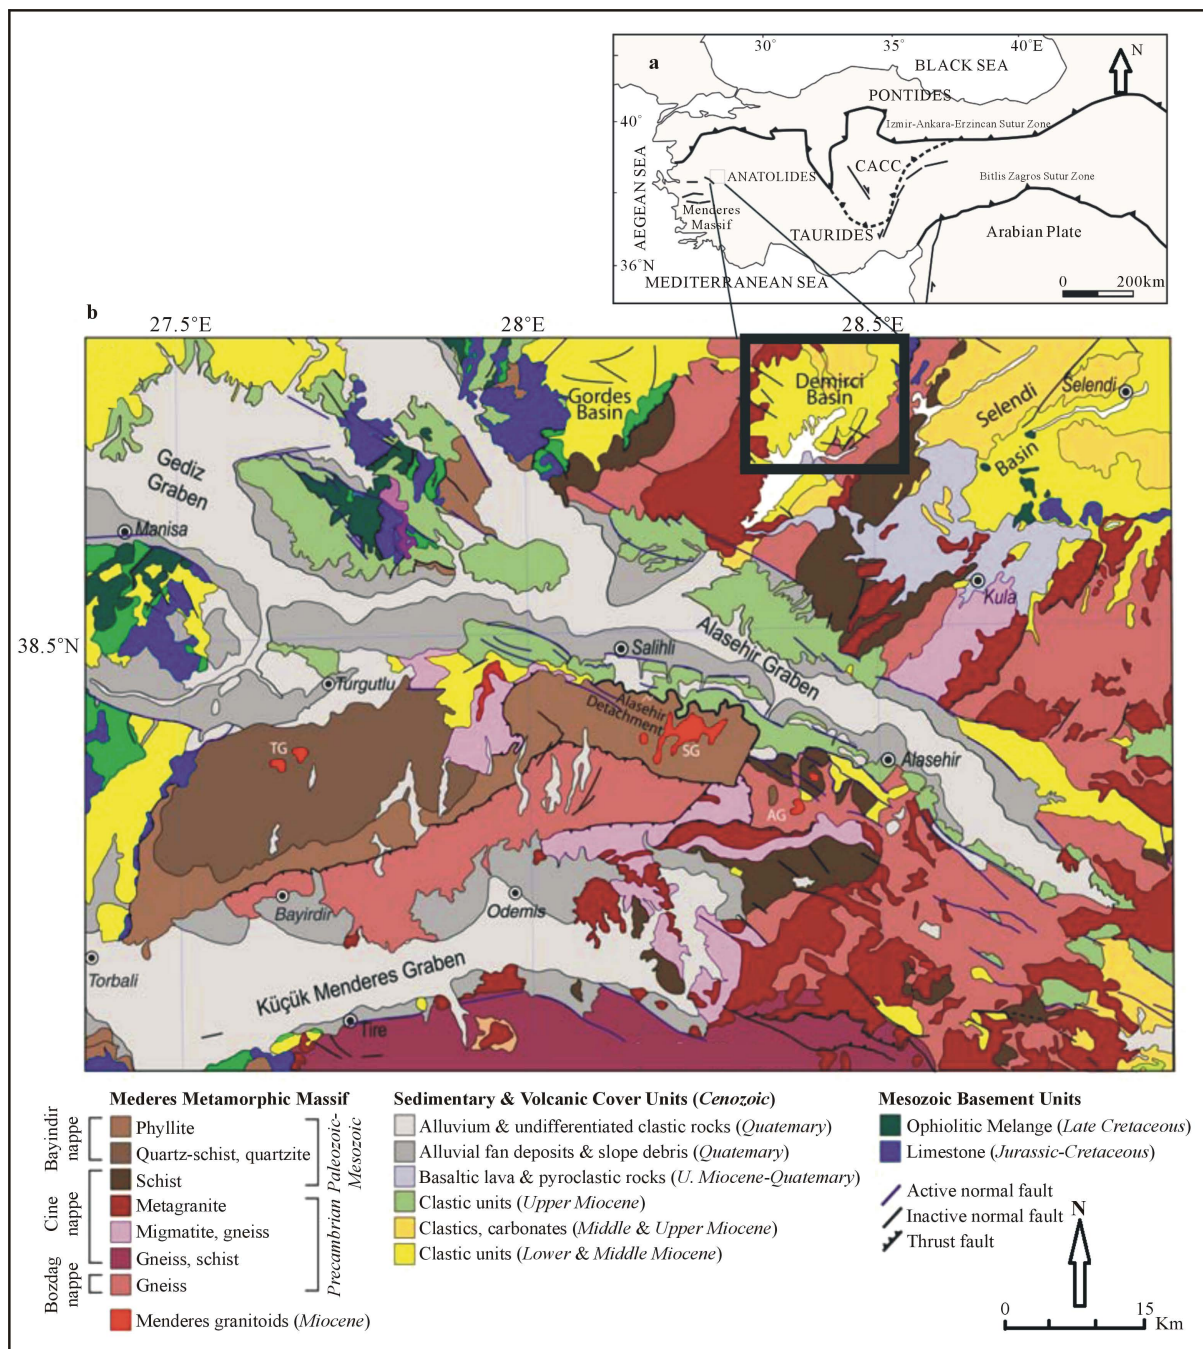 a
30°
35°
40°E
N
BLACK SEA
PONTIDES
40°
Izmir-Ankara-Erzincan Sutur Zone
AEGEAN SEA
CACC
ANATOLIDES
Bitlis Zagros Sutur Zone
Menderes
Massif
TAURIDES
Arabian Plate
36°N
MEDITERRANEAN SEA
0 200km
b
27.5°E
28°E
28.5°E
Gordes
Basin
Demirci
Basin
Selendi
Selendi
Basin
Gediz
Graben
Manisa
Kula
38.5°N
Salihli
Alasehir Graben
Turgutlu
Alasehir
Detachment
TG
SG
Alasehir
AG
Bayirdir
Odemis
Torbali
Küçük Menderes Graben
Tire
Mederes Metamorphic Massif
Bayindir
nappe
Phyllite
Quartz-schist, quartzite
Cine
nappe
Schist
Metagranite
Migmatite, gneiss
Gneiss, schist
Bozdag
nappe
Gneiss
Precambrian Paleozoic-
Mesozoic
Menderes granitoids (Miocene)
Sedimentary & Volcanic Cover Units (Cenozoic)
Alluvium & undifferentiated clastic rocks (Quatemary)
Alluvial fan deposits & slope debris (Quatemary)
Basaltic lava & pyroclastic rocks (U. Miocene-Quatemary)
Clastic units (Upper Miocene)
Clastics, carbonates (Middle & Upper Miocene)
Clastic units (Lower & Middle Miocene)
Mesozoic Basement Units
Ophiolitic Melange (Late Cretaceous)
Limestone (Jurassic-Cretaceous)
Active normal fault
Inactive normal fault
Thrust fault
N
0 15
Km